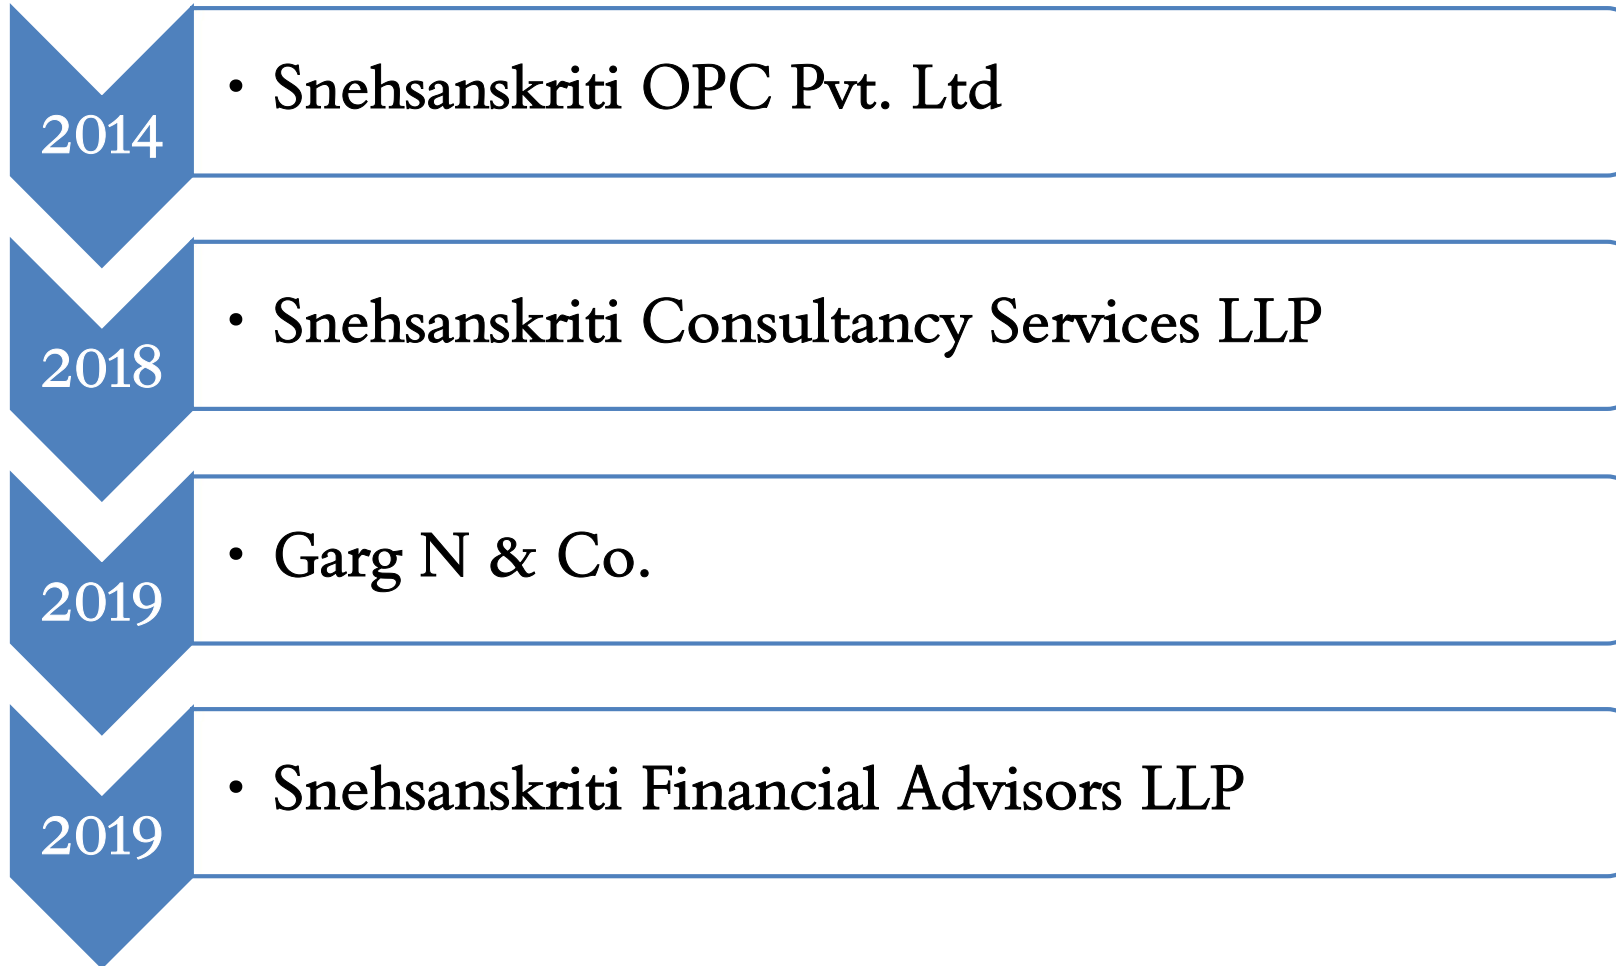 2014
• Snehsanskriti OPC Pvt. Ltd
2018
• Snehsanskriti Consultancy Services LLP
2019
• Garg N & Co.
2019
• Snehsanskriti Financial Advisors LLP